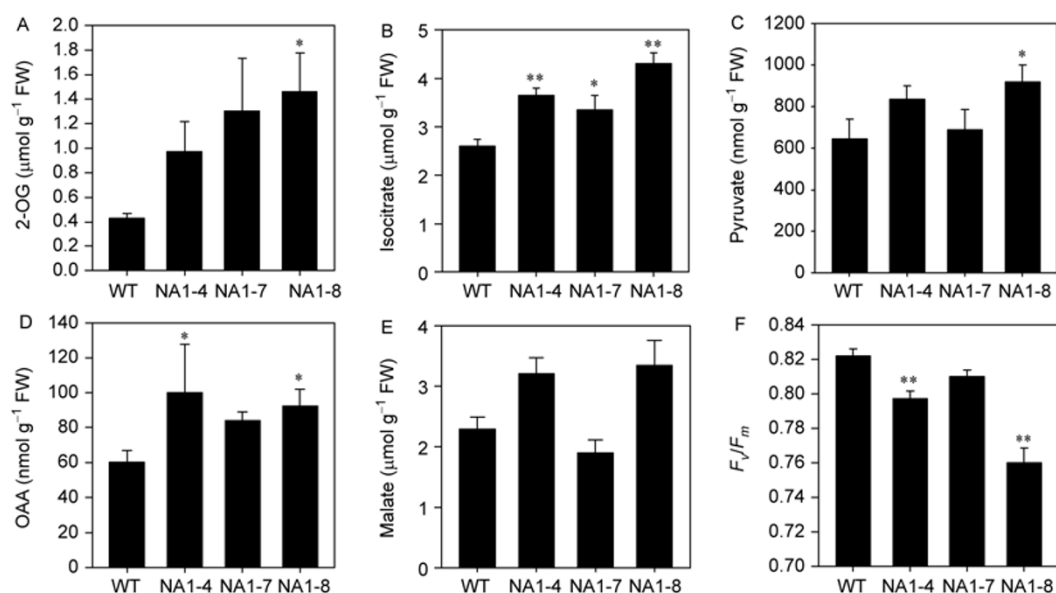 A
2-OG (μmol g⁻¹ FW)
2.0
1.8
1.6
1.4
1.2
1.0
0.8
0.6
0.4
0.2
0.0
*
WT NA1-4 NA1-7 NA1-8
B
Isocitrate (μmol g⁻¹ FW)
5
4
3
2
1
0
** * **
WT NA1-4 NA1-7 NA1-8
C
Pyruvate (nmol g⁻¹ FW)
1200
1000
800
600
400
200
0
*
WT NA1-4 NA1-7 NA1-8
D
OAA (nmol g⁻¹ FW)
140
120
100
80
60
40
20
0
* *
WT NA1-4 NA1-7 NA1-8
E
Malate (μmol g⁻¹ FW)
4
3
2
1
0
WT NA1-4 NA1-7 NA1-8
F
Fv/Fm
0.84
0.82
0.80
0.78
0.76
0.74
0.72
0.70
** **
WT NA1-4 NA1-7 NA1-8